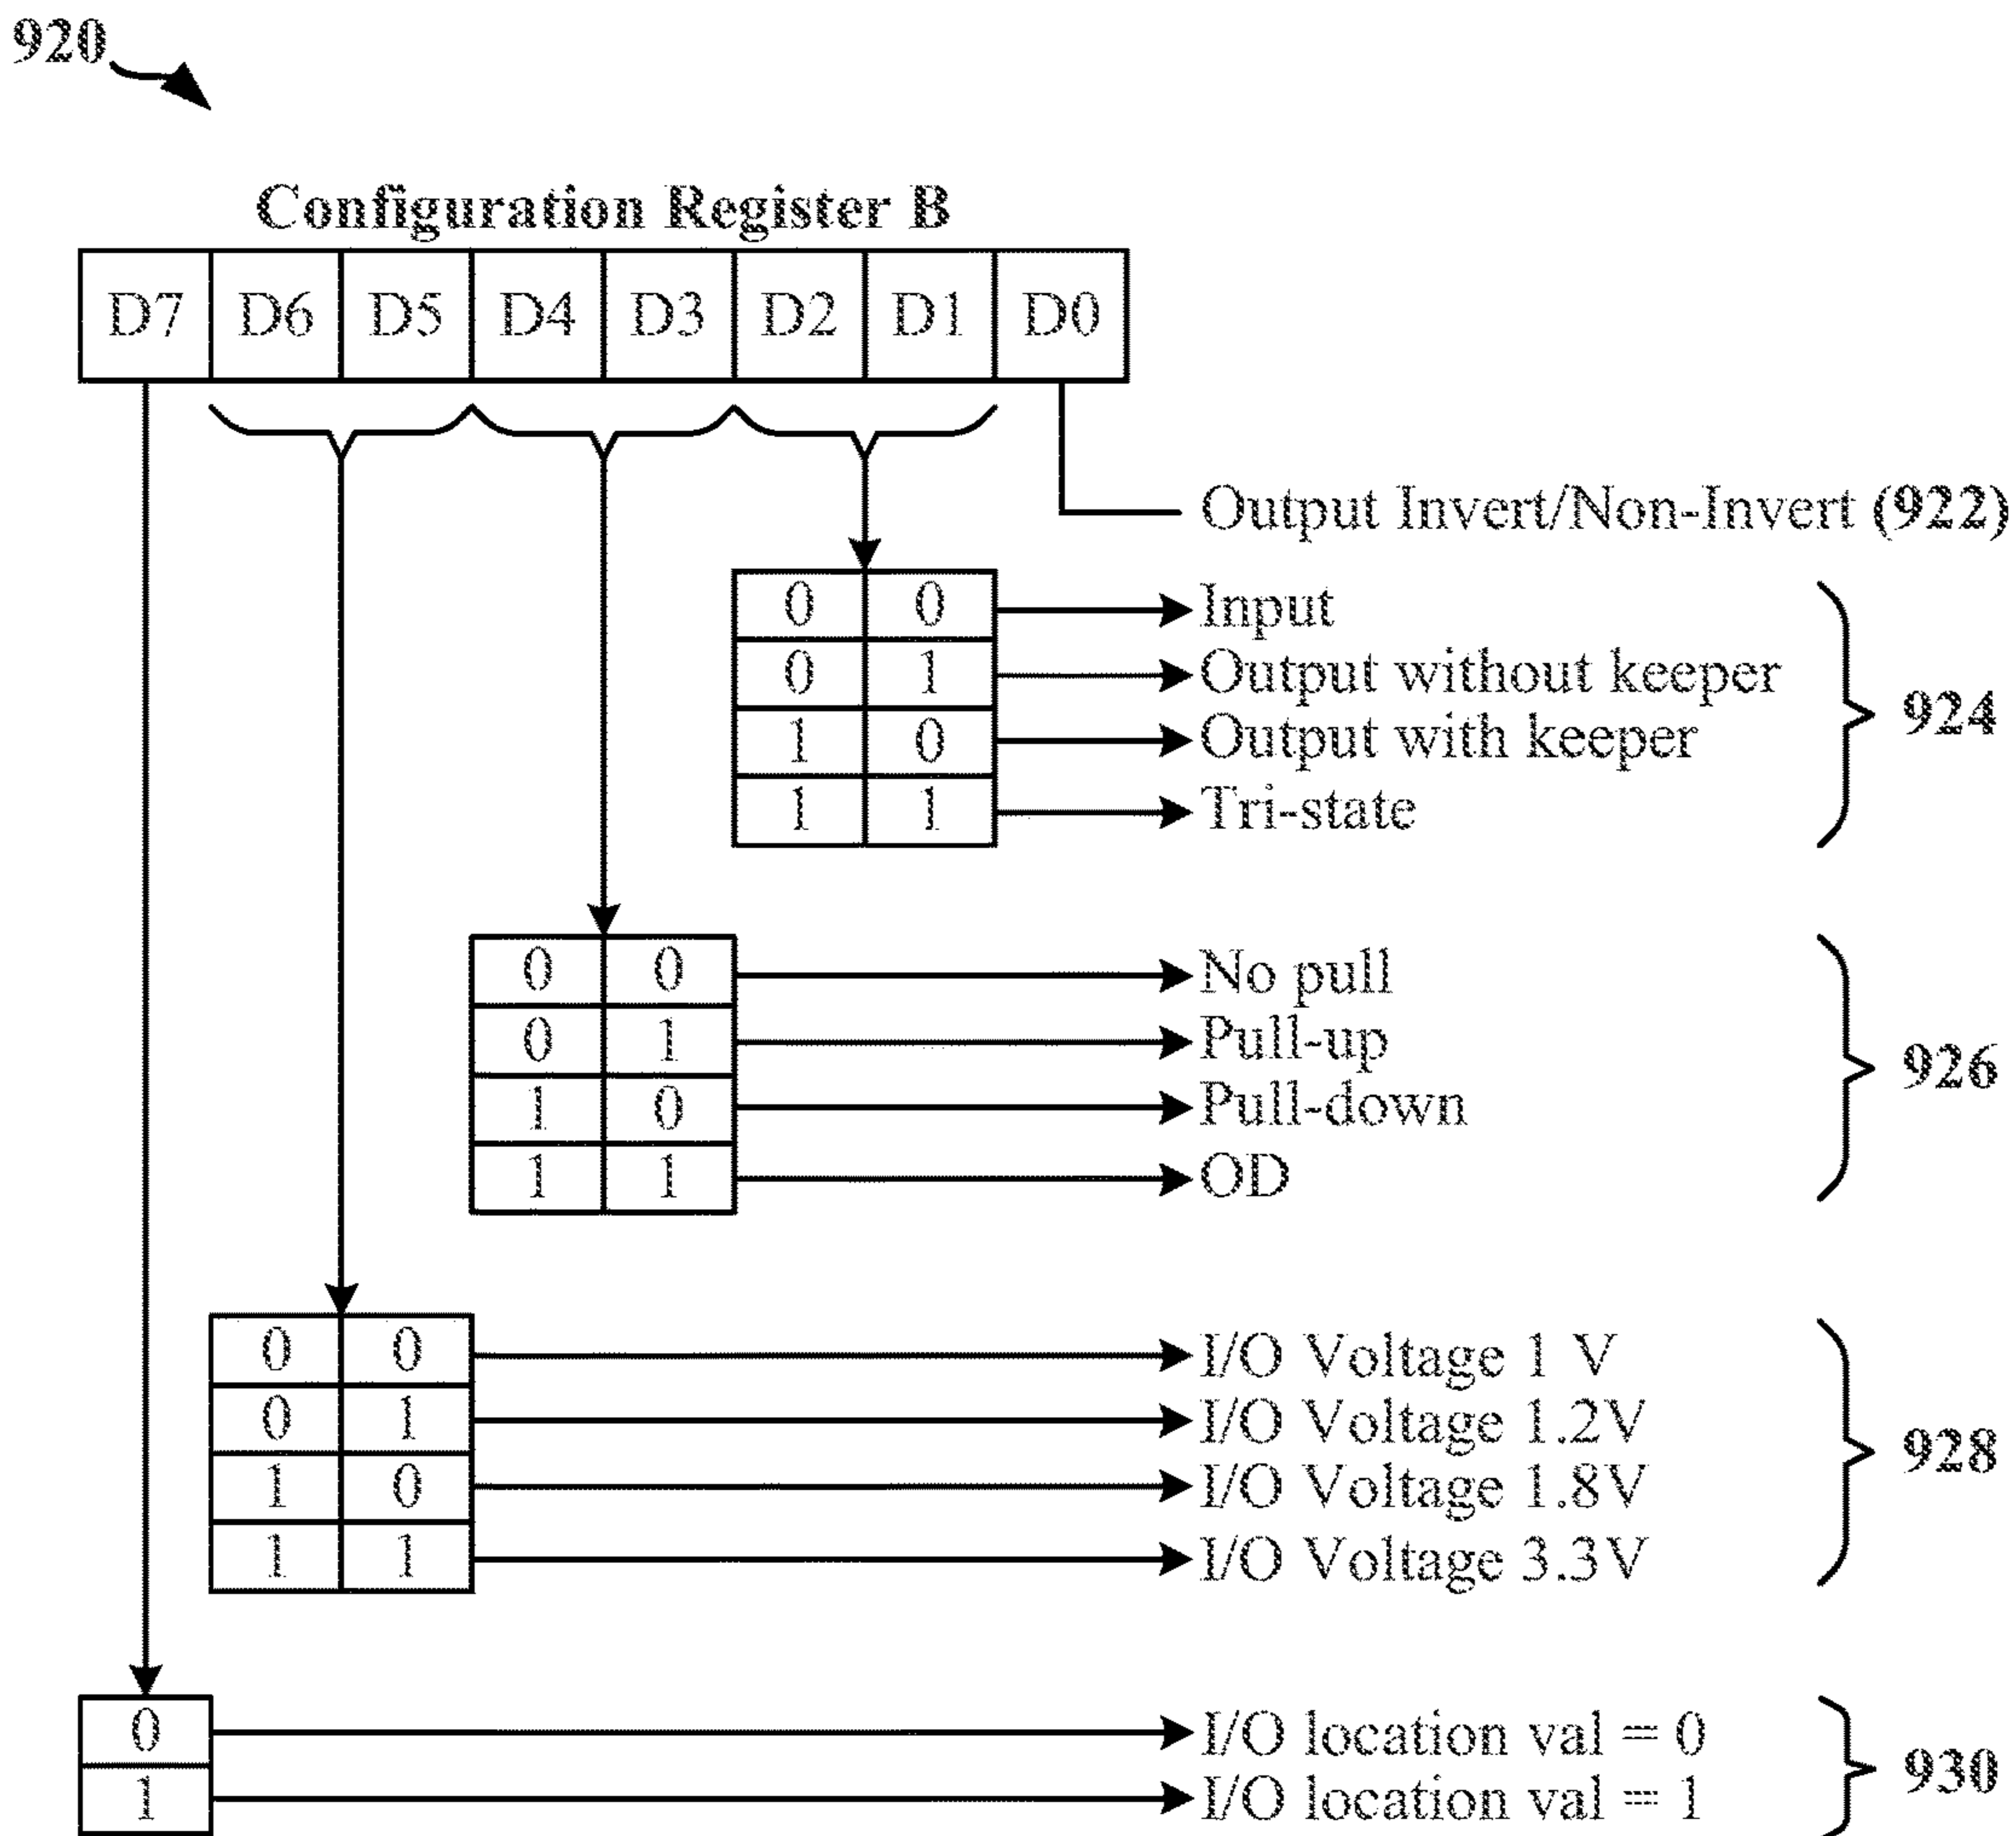 920
Configuration Register B
D7 D6 D5 D4 D3 D2 D1 D0
Output Invert/Non-Invert (922)
0 0 Input
0 1 Output without keeper
1 0 Output with keeper
1 1 Tri-state
924
0 0 No pull
0 1 Pull-up
1 0 Pull-down
1 1 OD
926
0 0 I/O Voltage 1 V
0 1 I/O Voltage 1.2V
1 0 I/O Voltage 1.8V
1 1 I/O Voltage 3.3V
928
0 I/O location val = 0
1 I/O location val = 1
930